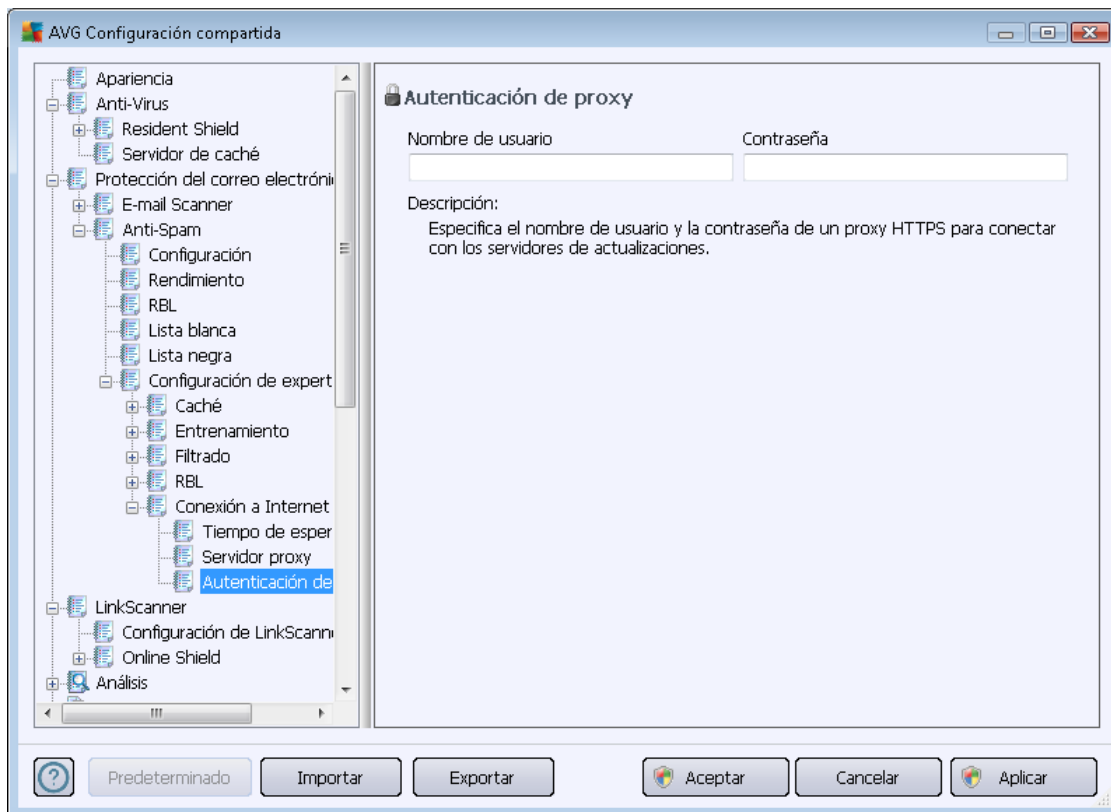 AVG Configuración compartida
Apariencia
Anti-Virus
Resident Shield
Servidor de caché
Protección del correo electróni
E-mail Scanner
Anti-Spam
Configuración
Rendimiento
RBL
Lista blanca
Lista negra
Configuración de expert
Caché
Entrenamiento
Filtrado
RBL
Conexión a Internet
Tiempo de esper
Servidor proxy
Autenticación de
LinkScanner
Configuración de LinkScann
Online Shield
Análisis
Autenticación de proxy
Nombre de usuario
Contraseña
Descripción:
Especifica el nombre de usuario y la contraseña de un proxy HTTPS para conectar
con los servidores de actualizaciones.
Predeterminado
Importar
Exportar
Aceptar
Cancelar
Aplicar